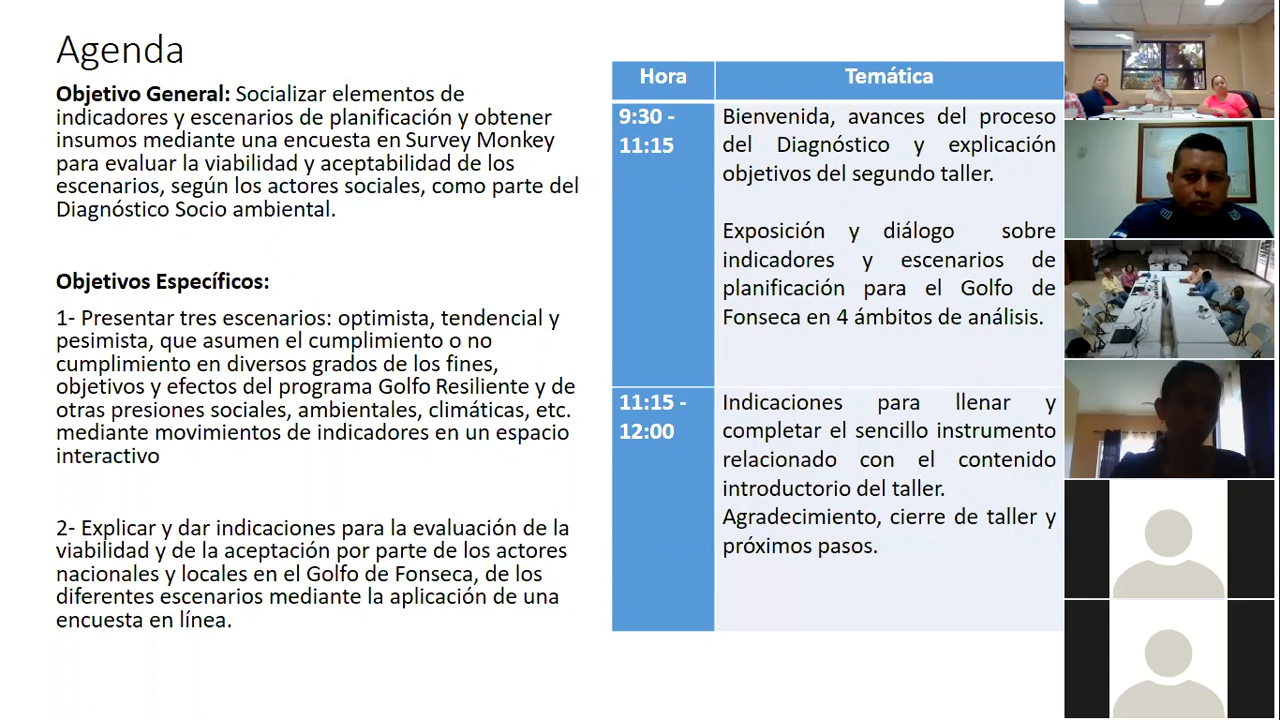 Agenda
Objetivo General: Socializar elementos de
indicadores y escenarios de planificación y obtener
insumos mediante una encuesta en Survey Monkey
para evaluar la viabilidad y aceptabilidad de los
escenarios, según los actores sociales, como parte del
Diagnóstico Socio ambiental.
Objetivos Específicos:
1- Presentar tres escenarios: optimista, tendencial y
pesimista, que asumen el cumplimiento o no
cumplimiento en diversos grados de los fines,
objetivos y efectos del programa Golfo Resiliente y de
otras presiones sociales, ambientales, climáticas, etc.
mediante movimientos de indicadores en un espacio
interactivo
2- Explicar y dar indicaciones para la evaluación de la
viabilidad y de la aceptación por parte de los actores
nacionales y locales en el Golfo de Fonseca, de los
diferentes escenarios mediante la aplicación de una
encuesta en línea.
Hora
Temática
9:30 -
11:15
Bienvenida, avances del proceso
del Diagnóstico y explicación
objetivos del segundo taller.
Exposición y diálogo sobre
indicadores y escenarios de
planificación para el Golfo de
Fonseca en 4 ámbitos de análisis.
11:15 -
12:00
Indicaciones para llenar y
completar el sencillo instrumento
relacionado con el contenido
introductorio del taller.
Agradecimiento, cierre de taller y
próximos pasos.